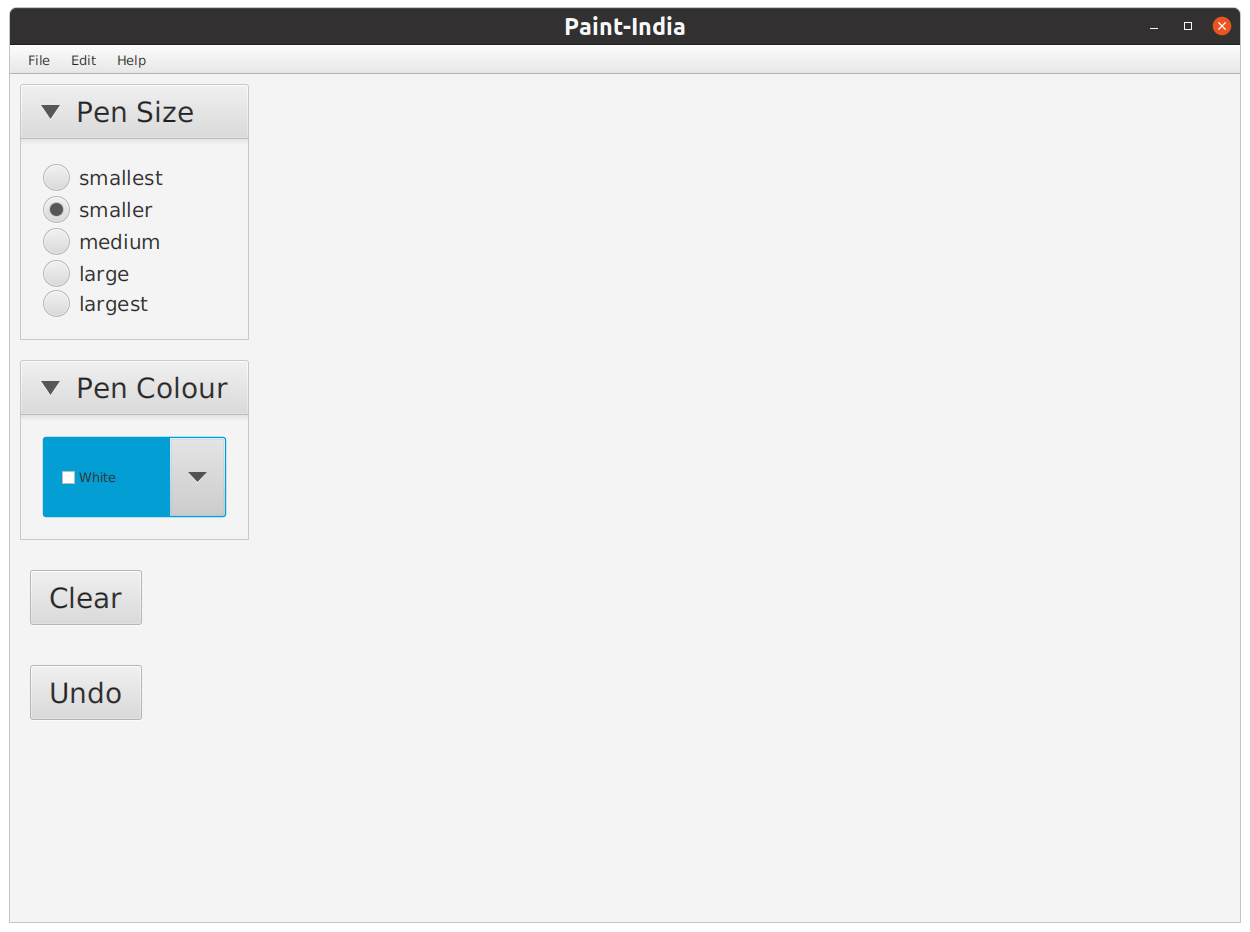 Paint-India
File Edit Help
Pen Size
smallest
smaller
medium
large
largest
Pen Colour
White
Clear
Undo